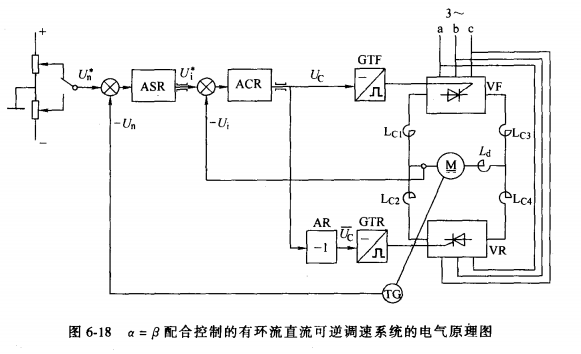 3～
a b c
+
U*n
ASR
U*i
ACR
UC
GTF
−
VF
−Un
−Ui
LC1
LC3
M
Ld
LC2
LC4
AR
−1
UC
GTR
−
VR
−
TG
图 6-18 α = β 配合控制的有环流直流可逆调速系统的电气原理图